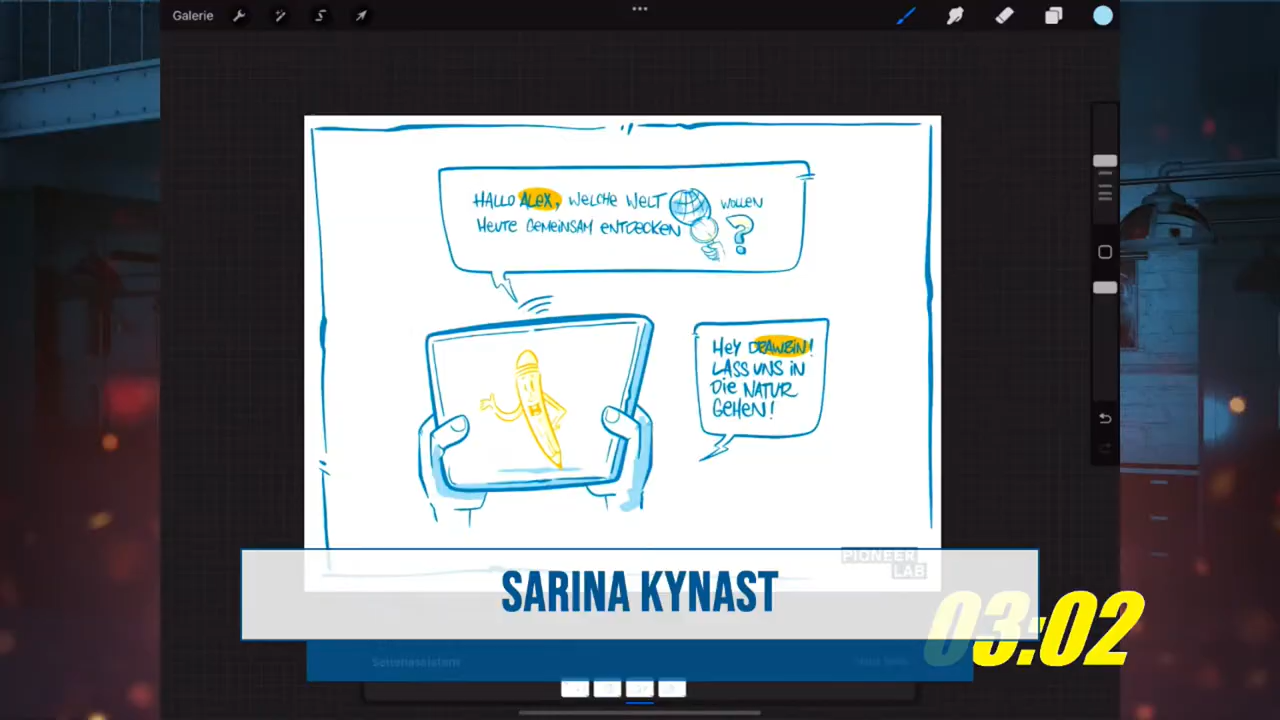 Galerie
HALLO ALEX, WELCHE WELT WOLLEN
HEUTE GEMEINSAM ENTDECKEN ?
HEY DRAWBIN!
LASS UNS IN
DIE NATUR
GEHEN!
PIONEER
LAB
SARINA KYNAST
03:02
Seitenassistent